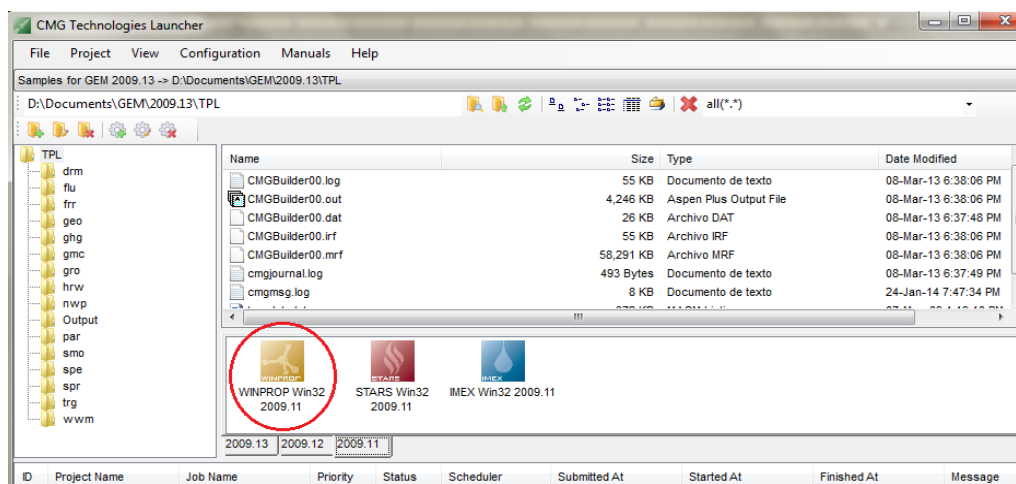 CMG Technologies Launcher
File Project View Configuration Manuals Help
Samples for GEM 2009.13 -> D:\Documents\GEM\2009.13\TPL
D:\Documents\GEM\2009.13\TPL all(*.*)
TPL
drm
flu
frr
geo
ghg
gmc
gro
hrw
nwp
Output
par
smo
spe
spr
trg
wwm
Name Size Type Date Modified
CMGBuilder00.log 55 KB Documento de texto 08-Mar-13 6:38:06 PM
CMGBuilder00.out 4,246 KB Aspen Plus Output File 08-Mar-13 6:38:06 PM
CMGBuilder00.dat 26 KB Archivo DAT 08-Mar-13 6:37:48 PM
CMGBuilder00.irf 55 KB Archivo IRF 08-Mar-13 6:38:06 PM
CMGBuilder00.mrf 58,291 KB Archivo MRF 08-Mar-13 6:38:06 PM
cmgjournal.log 493 Bytes Documento de texto 08-Mar-13 6:37:49 PM
cmgmsg.log 8 KB Documento de texto 24-Jan-14 7:47:34 PM
WINPROP STARS IMEX
WINPROP Win32 STARS Win32 IMEX Win32 2009.11
2009.11 2009.11
2009.13 2009.12 2009.11
ID Project Name Job Name Priority Status Scheduler Submitted At Started At Finished At Message